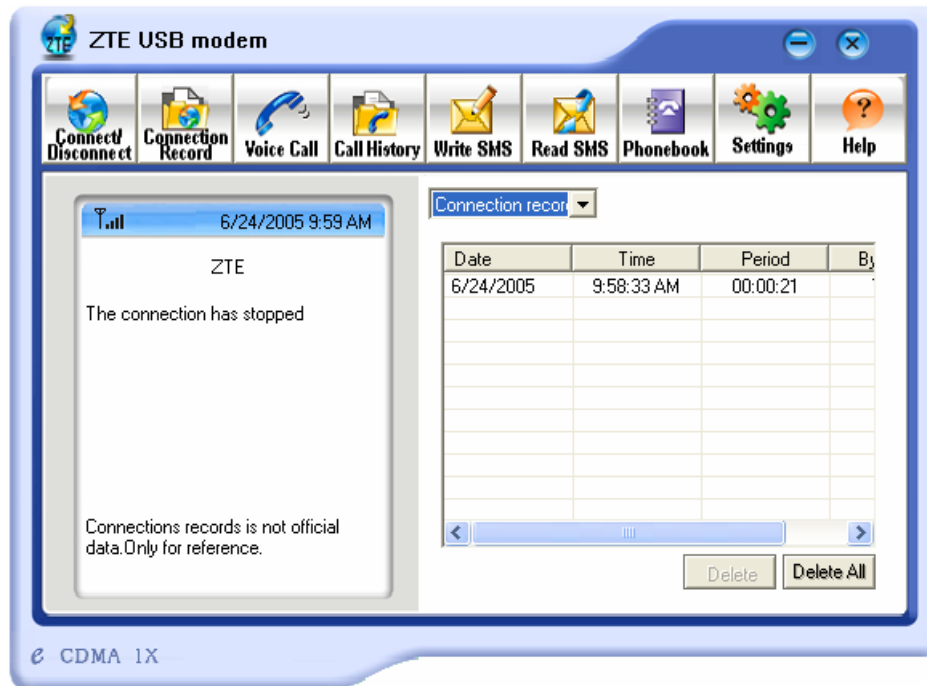 ZTE
ZTE USB modem
Connect/
Disconnect
Connection
Record
Voice Call
Call History
Write SMS
Read SMS
Phonebook
Settings
Help
6/24/2005 9:59 AM
ZTE
The connection has stopped
Connections records is not official
data.Only for reference.
Connection recor
Date Time Period By
6/24/2005 9:58:33 AM 00:00:21
Delete Delete All
e CDMA 1X